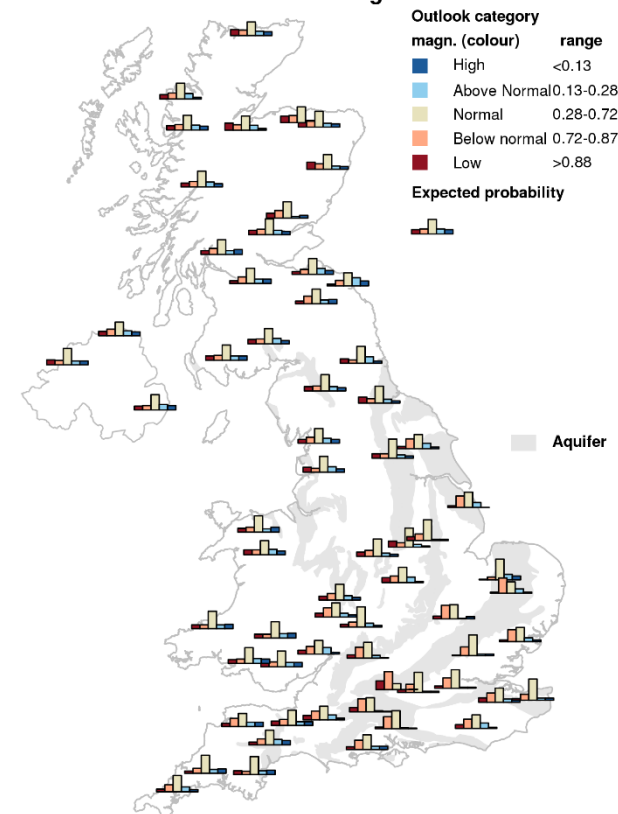 Outlook category
magn. (colour) range
High <0.13
Above Normal 0.13-0.28
Normal 0.28-0.72
Below normal 0.72-0.87
Low >0.88
Expected probability
Aquifer